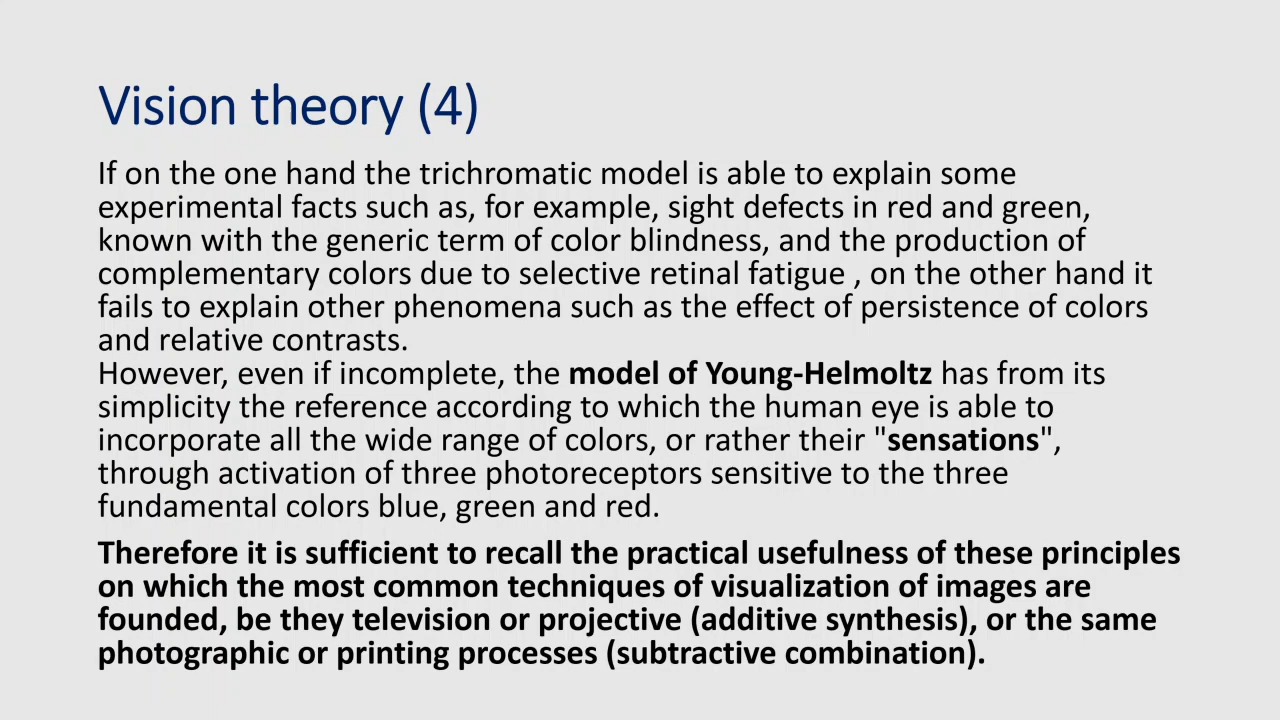 Vision theory (4)
If on the one hand the trichromatic model is able to explain some
experimental facts such as, for example, sight defects in red and green,
known with the generic term of color blindness, and the production of
complementary colors due to selective retinal fatigue , on the other hand it
fails to explain other phenomena such as the effect of persistence of colors
and relative contrasts.
However, even if incomplete, the model of Young-Helmoltz has from its
simplicity the reference according to which the human eye is able to
incorporate all the wide range of colors, or rather their "sensations",
through activation of three photoreceptors sensitive to the three
fundamental colors blue, green and red.
Therefore it is sufficient to recall the practical usefulness of these principles
on which the most common techniques of visualization of images are
founded, be they television or projective (additive synthesis), or the same
photographic or printing processes (subtractive combination).